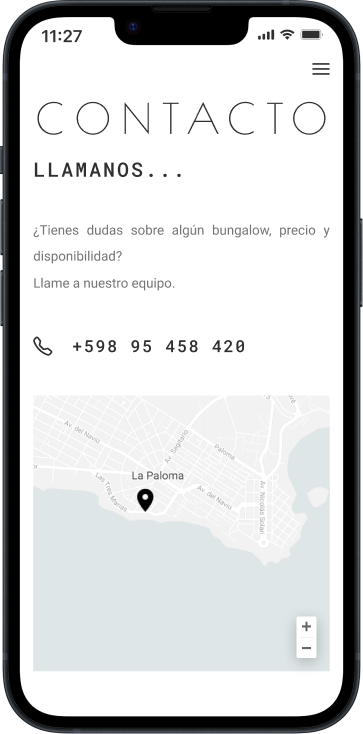 11:27
CONTACTO
LLAMANOS...
¿Tienes dudas sobre algún bungalow, precio y
disponibilidad?
Llame a nuestro equipo.
+598 95 458 420
Av. del Navío
Av. Sagitario
Paloma
La Paloma
Las Tres Marías
Av. del Navío
Av. Nicolás Solari
+
−